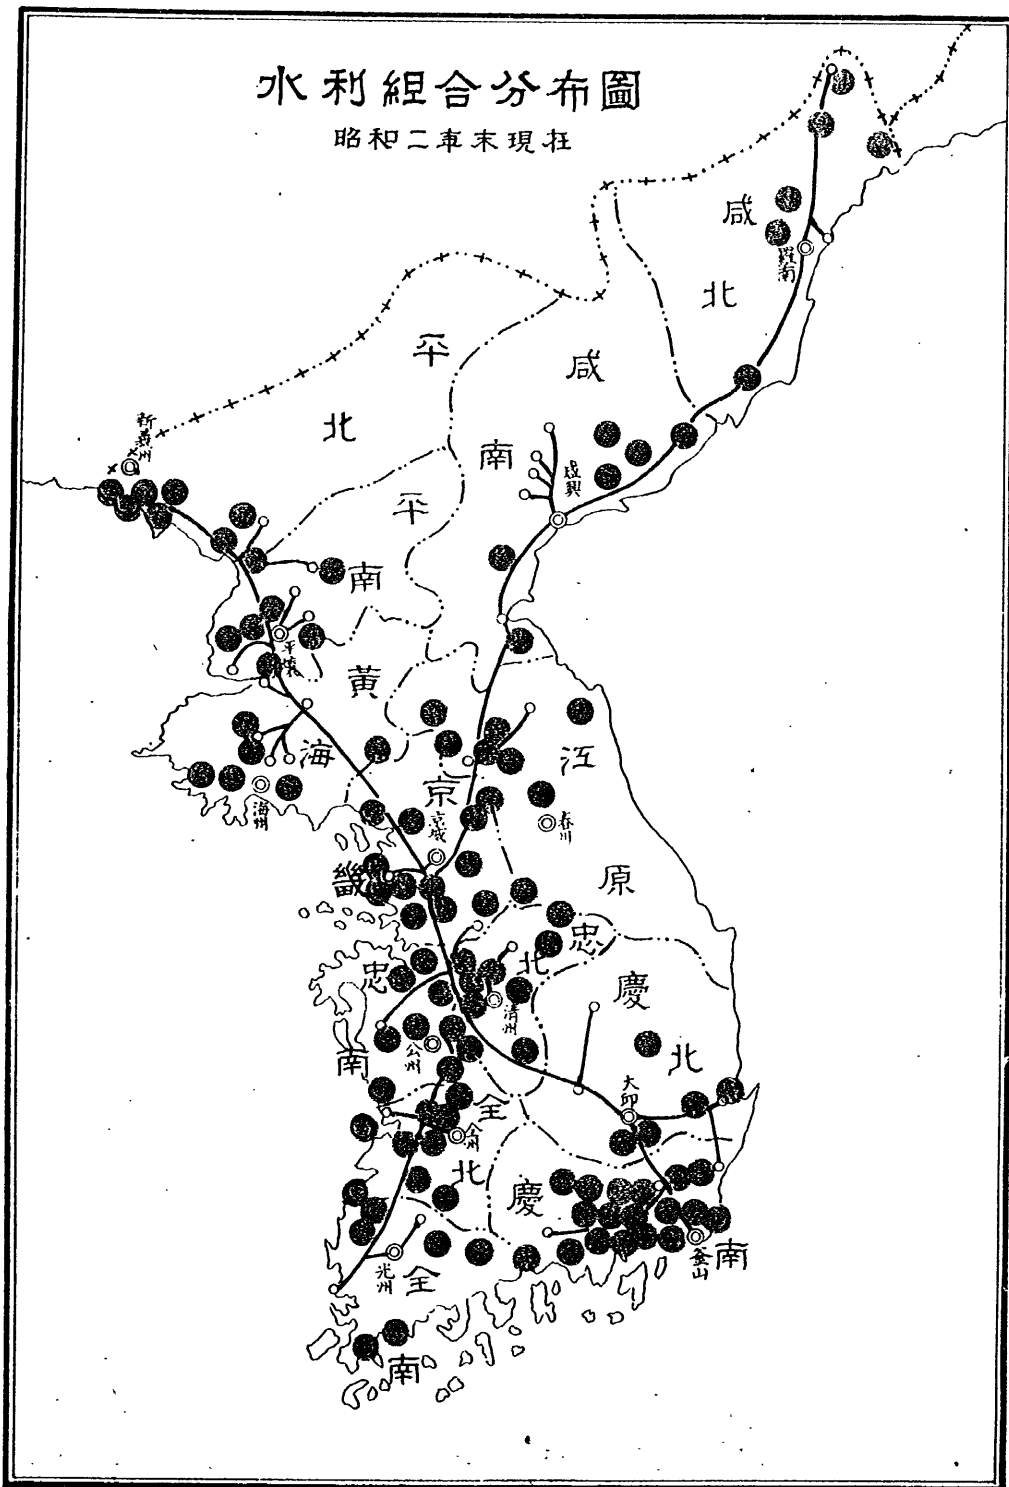 水利組合分布圖
昭和二年末現在
咸北
羅南
平北
新義州
咸南
咸興
平南
平壤
黃海
海州
京畿
京城
江原
春川
忠北
清州
忠南
公州
慶北
大邱
全北
全州
慶南
釜山
全南
光州